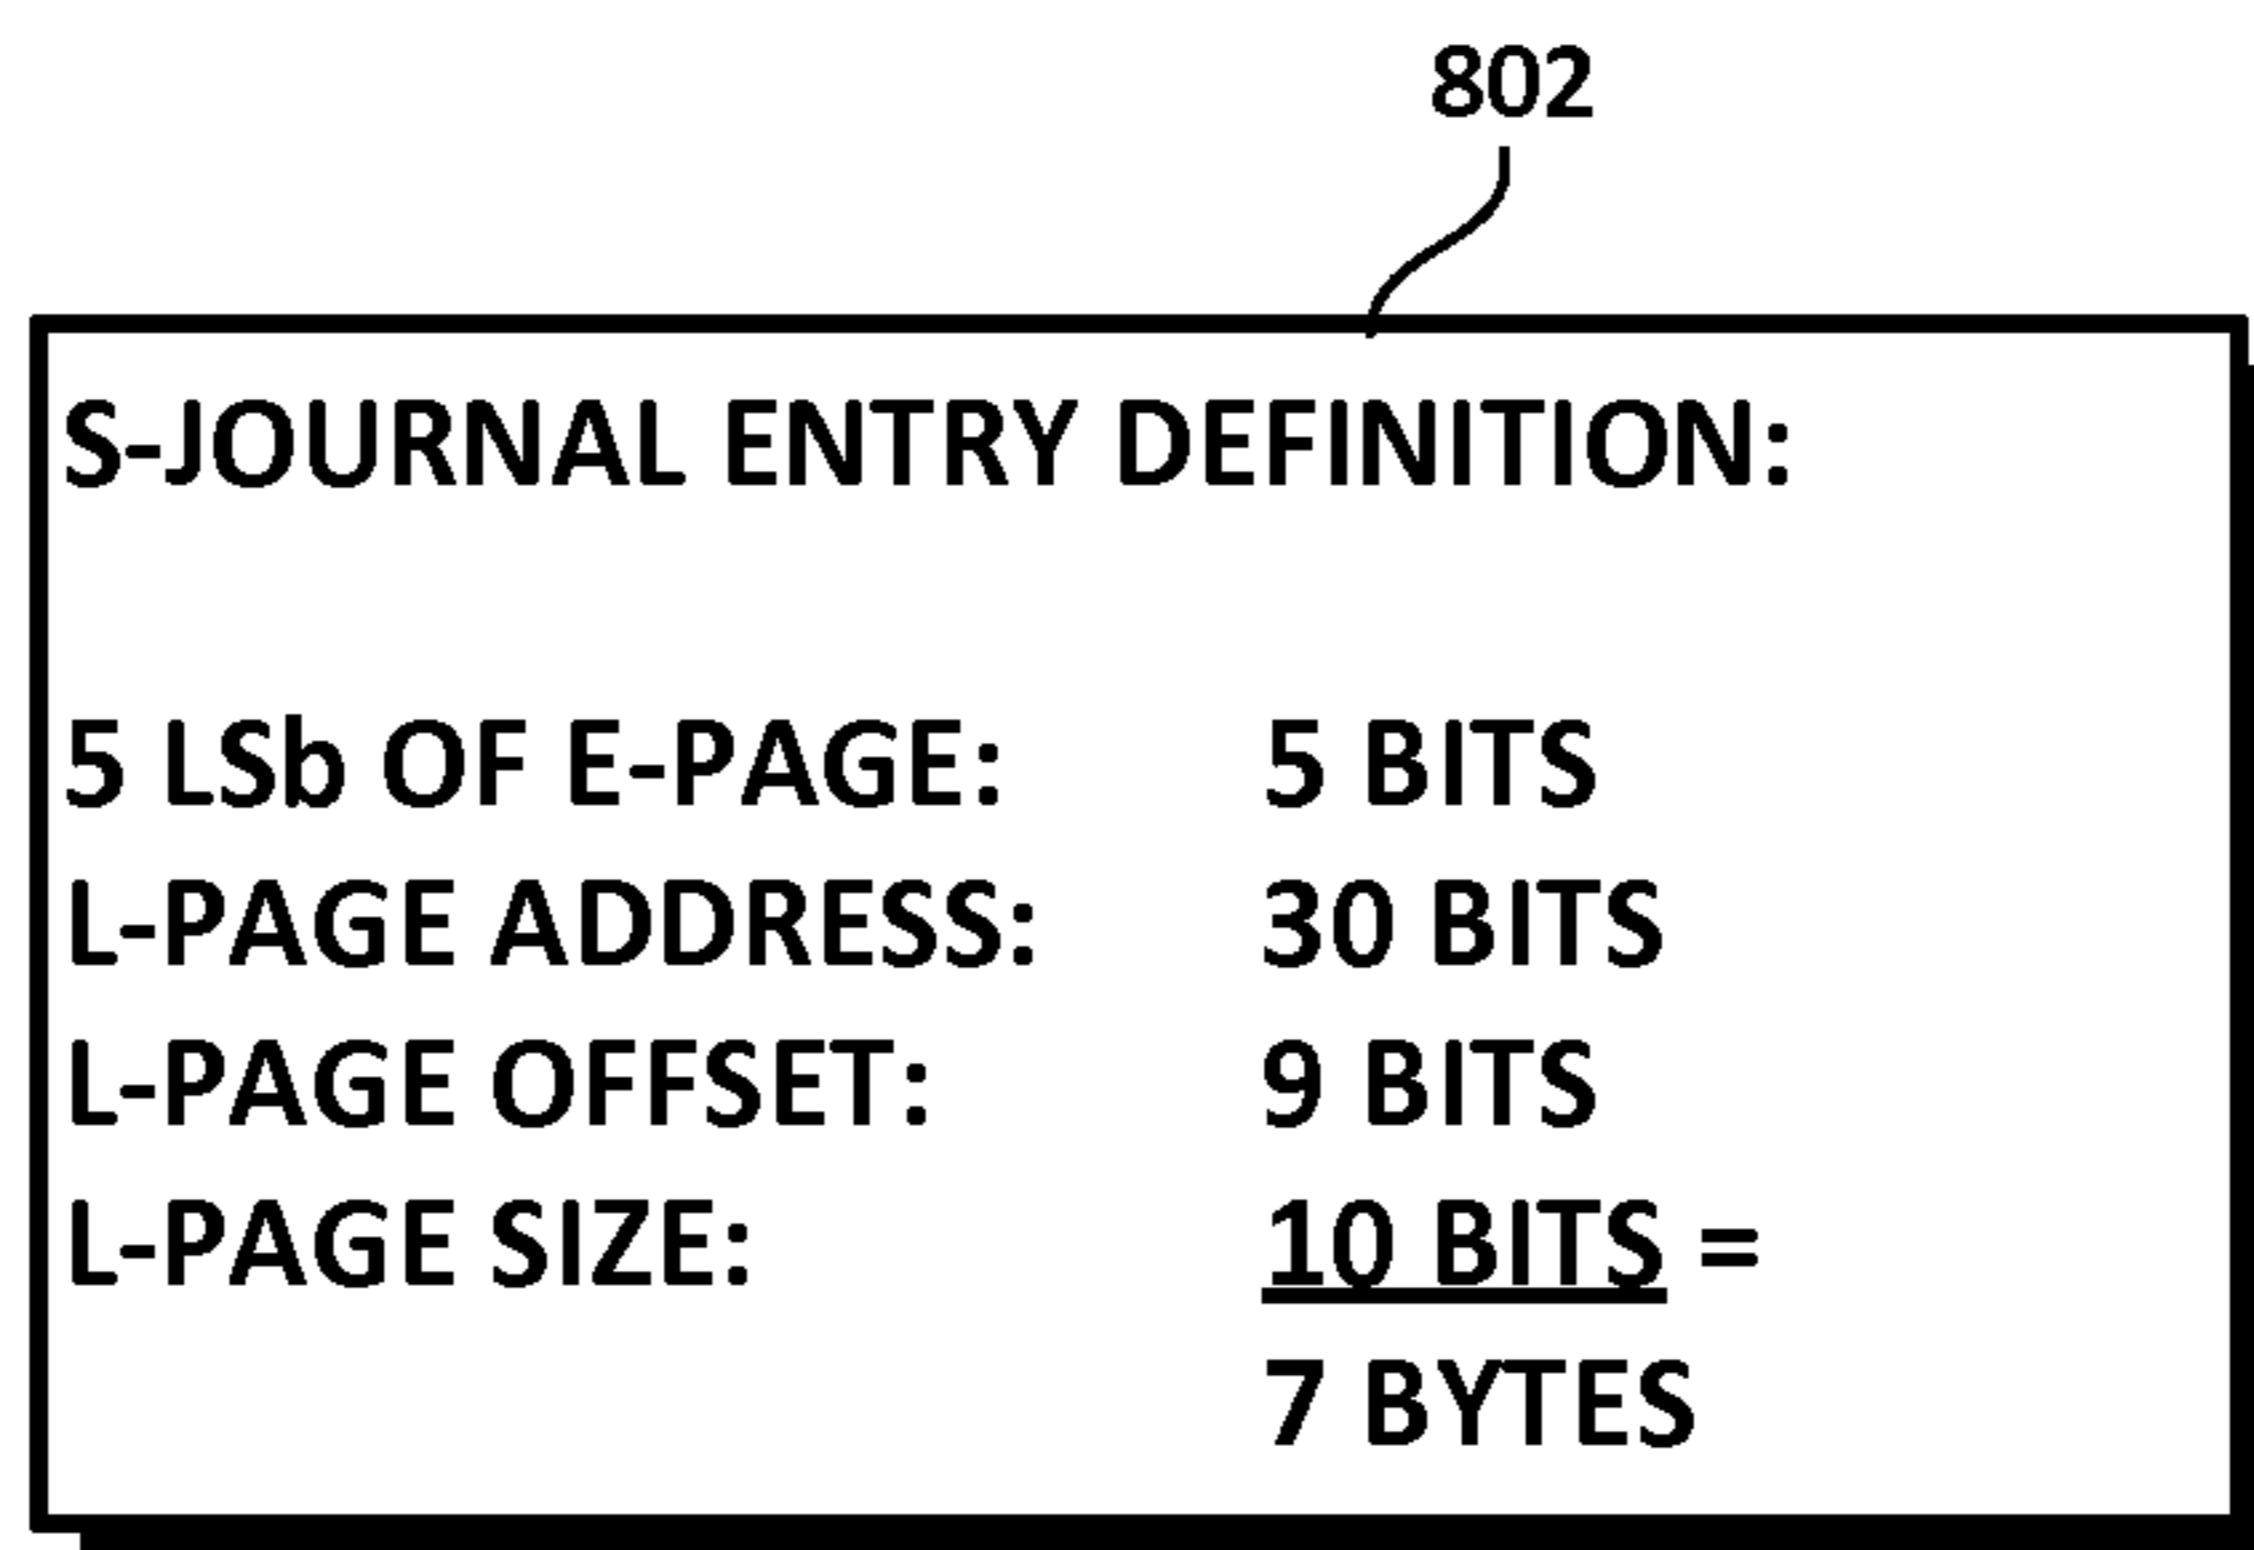 802
S-JOURNAL ENTRY DEFINITION:
5 LSb OF E-PAGE: 5 BITS
L-PAGE ADDRESS: 30 BITS
L-PAGE OFFSET: 9 BITS
L-PAGE SIZE: 10 BITS =
7 BYTES